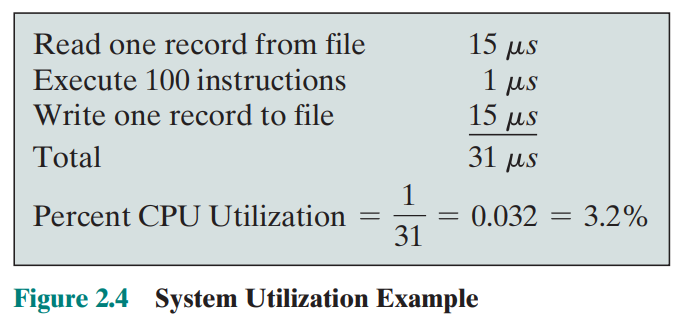 Read one record from file 15 μs
Execute 100 instructions 1 μs
Write one record to file 15 μs
Total 31 μs
Percent CPU Utilization = 1/31 = 0.032 = 3.2%
Figure 2.4 System Utilization Example